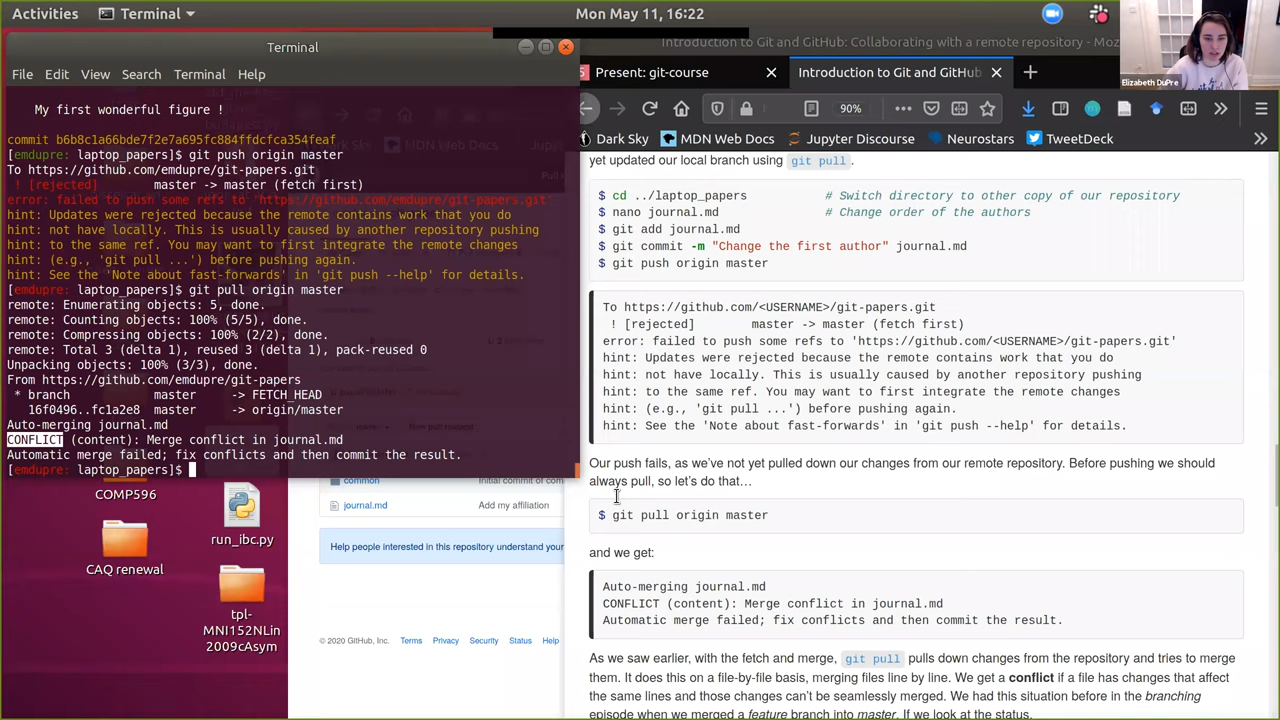 Activities
Terminal
Mon May 11, 16:22
Terminal
Introduction to Git and GitHub: Collaborating with a remote repository - Moz
Elizabeth DuPre
File Edit View Search Terminal Help
Present: git-course
Introduction to Git and GitHub
90%
Dark Sky
MDN Web Docs
Jupyter Discourse
Neurostars
TweetDeck
My first wonderful figure !
commit b6b8c1a66bde7f2e7a695fc884ffdcfca354feaf
[emdupre: laptop_papers]$ git push origin master
To https://github.com/emdupre/git-papers.git
! [rejected] master -> master (fetch first)
error: failed to push some refs to 'https://github.com/emdupre/git-papers.git'
hint: Updates were rejected because the remote contains work that you do
hint: not have locally. This is usually caused by another repository pushing
hint: to the same ref. You may want to first integrate the remote changes
hint: (e.g., 'git pull ...') before pushing again.
hint: See the 'Note about fast-forwards' in 'git push --help' for details.
[emdupre: laptop_papers]$ git pull origin master
remote: Enumerating objects: 5, done.
remote: Counting objects: 100% (5/5), done.
remote: Compressing objects: 100% (2/2), done.
remote: Total 3 (delta 1), reused 3 (delta 1), pack-reused 0
Unpacking objects: 100% (3/3), done.
From https://github.com/emdupre/git-papers
* branch master -> FETCH_HEAD
16f0496..fc1a2e8 master -> origin/master
Auto-merging journal.md
CONFLICT (content): Merge conflict in journal.md
Automatic merge failed; fix conflicts and then commit the result.
[emdupre: laptop_papers]$
COMP596
run_ibc.py
CAQ renewal
tpl-
MNI152NLin
2009cAsym
common
Initial commit of com
journal.md
Add my affiliation
Help people interested in this repository understand your
© 2020 GitHub, Inc. Terms Privacy Security Status Help
yet updated our local branch using git pull.
$ cd ../laptop_papers # Switch directory to other copy of our repository
$ nano journal.md # Change order of the authors
$ git add journal.md
$ git commit -m "Change the first author" journal.md
$ git push origin master
To https://github.com/<USERNAME>/git-papers.git
! [rejected] master -> master (fetch first)
error: failed to push some refs to 'https://github.com/<USERNAME>/git-papers.git'
hint: Updates were rejected because the remote contains work that you do
hint: not have locally. This is usually caused by another repository pushing
hint: to the same ref. You may want to first integrate the remote changes
hint: (e.g., 'git pull ...') before pushing again.
hint: See the 'Note about fast-forwards' in 'git push --help' for details.
Our push fails, as we've not yet pulled down our changes from our remote repository. Before pushing we should
always pull, so let's do that…
$ git pull origin master
and we get:
Auto-merging journal.md
CONFLICT (content): Merge conflict in journal.md
Automatic merge failed; fix conflicts and then commit the result.
As we saw earlier, with the fetch and merge, git pull pulls down changes from the repository and tries to merge
them. It does this on a file-by-file basis, merging files line by line. We get a conflict if a file has changes that affect
the same lines and those changes can't be seamlessly merged. We had this situation before in the branching
episode when we merged a feature branch into master. If we look at the status,